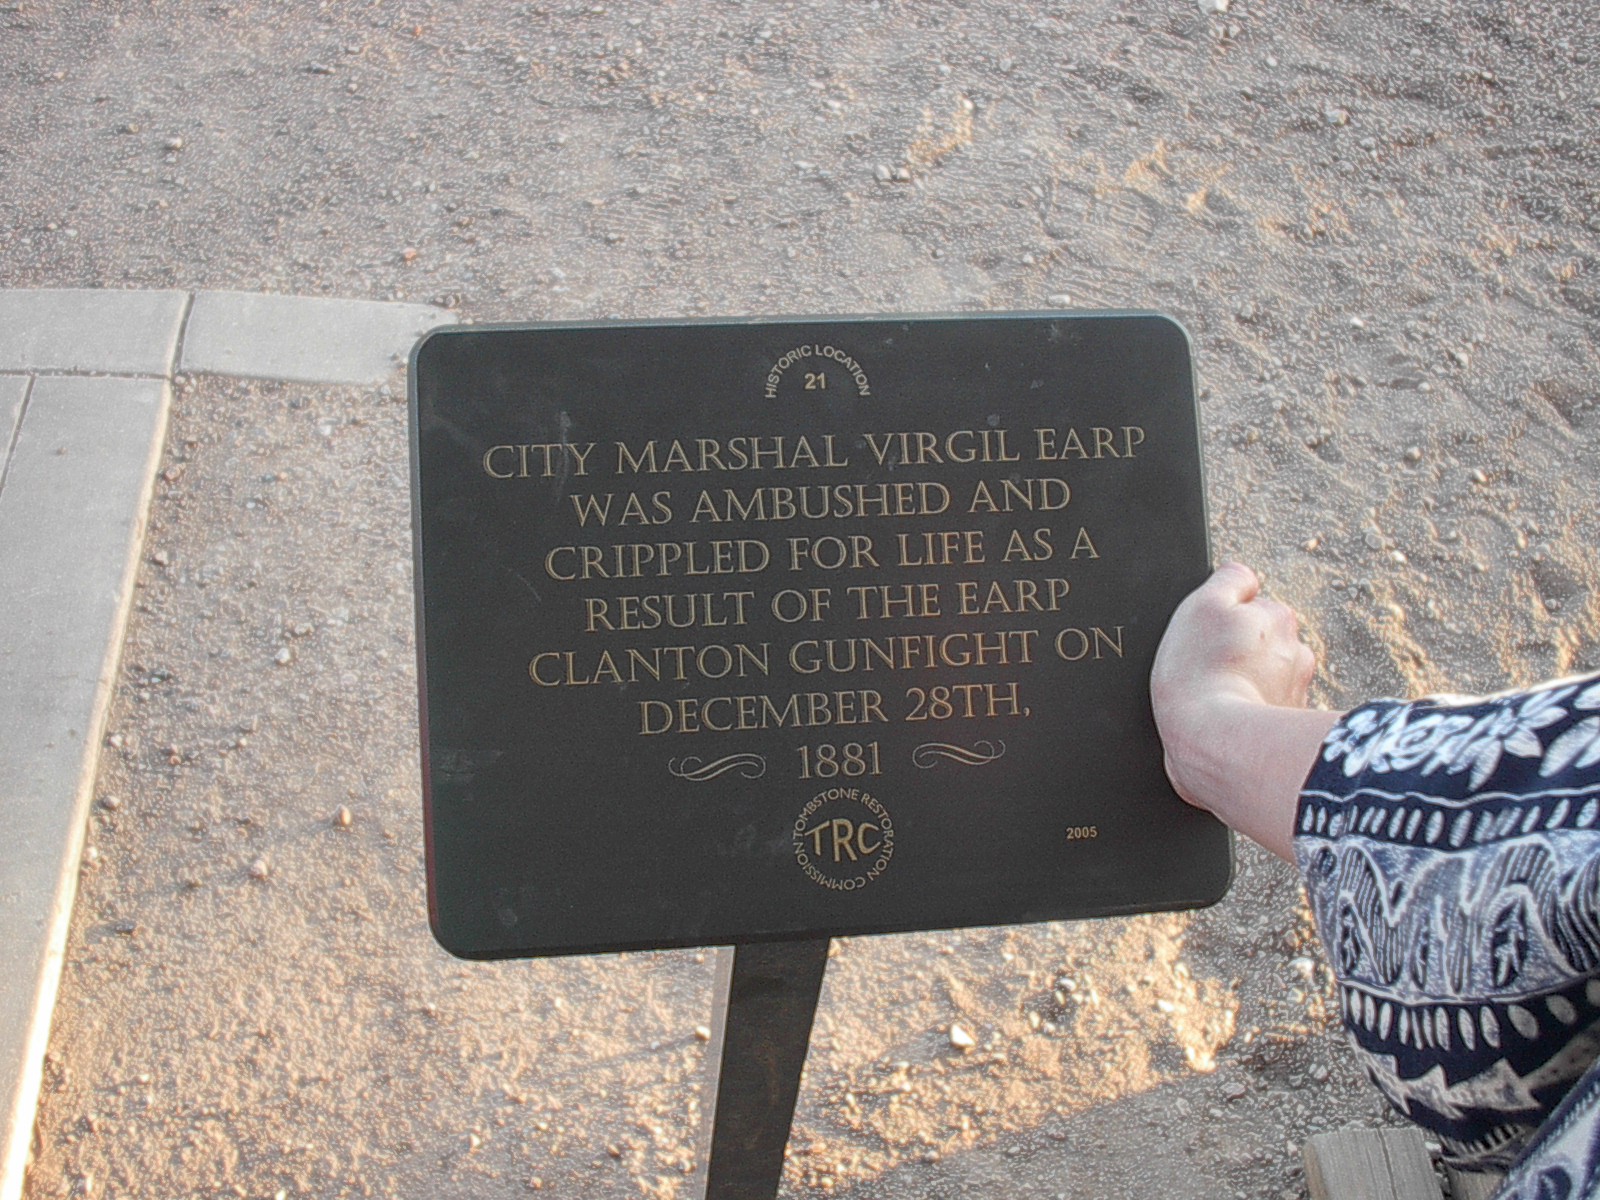 HISTORIC LOCATION
21
CITY MARSHAL VIRGIL EARP
WAS AMBUSHED AND
CRIPPLED FOR LIFE AS A
RESULT OF THE EARP
CLANTON GUNFIGHT ON
DECEMBER 28TH,
1881
TOMBSTONE RESTORATION COMMISSION
TRC
2005